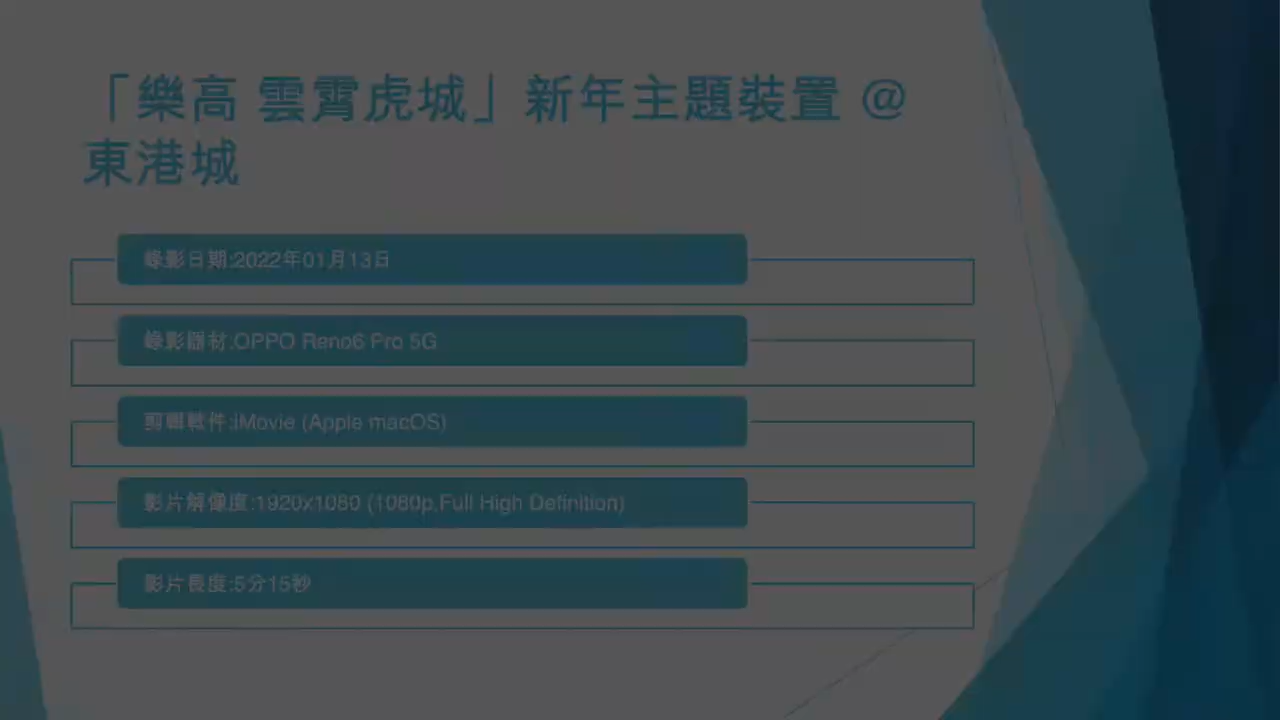 「樂高 雲霄虎城」新年主題裝置 @
東港城
錄影日期:2022年01月13日
錄影器材:OPPO Reno6 Pro 5G
剪輯軟件:iMovie (Apple macOS)
影片解像度:1920x1080 (1080p,Full High Definition)
影片長度:5分15秒